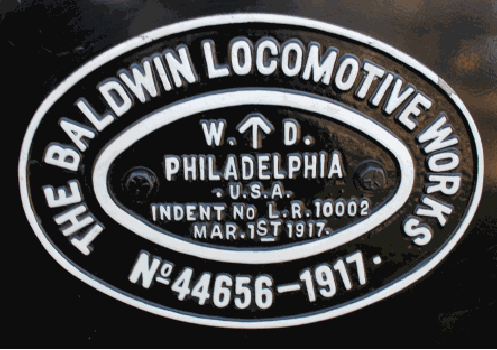 THE BALDWIN LOCOMOTIVE WORKS
W.↑D.
PHILADELPHIA
.U.S.A.
INDENT No L.R. 10002
MAR. 1ST 1917.
Nº 44656–1917.